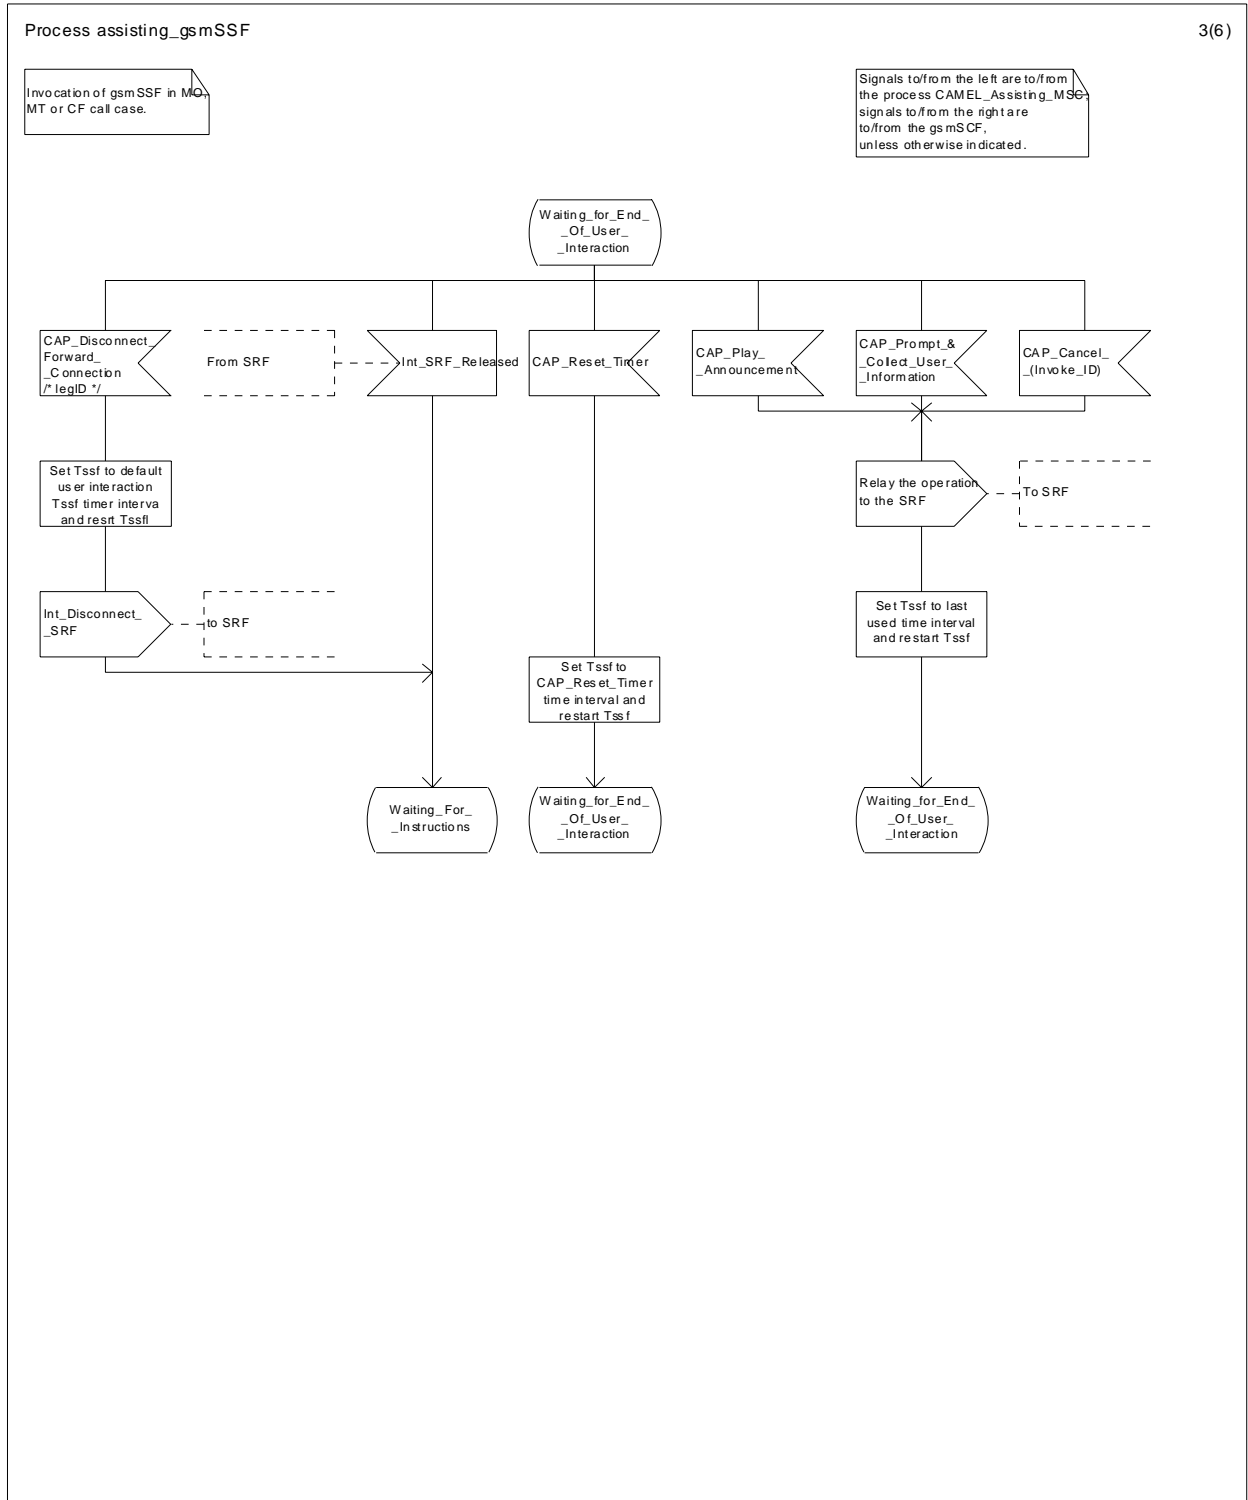 Process assisting_gsmSSF
3(6)
Invocation of gsmSSF in MO,
MT or CF call case.
Signals to/from the left are to/from
the process CAMEL_Assisting_MSC;
signals to/from the right are
to/from the gsmSCF,
unless otherwise indicated.
Waiting_for_End_
_Of_User_
_Interaction
CAP_Disconnect_
Forward_
_Connection
/* legID */
From SRF
Int_SRF_Released
CAP_Reset_Timer
CAP_Play_
_Announcement
CAP_Prompt_&
_Collect_User_
_Information
CAP_Cancel_
_(Invoke_ID)
Set Tssf to default
user interaction
Tssf timer interva
and resrt Tssfl
Relay the operation
to the SRF
To SRF
Int_Disconnect_
_SRF
to SRF
Set Tssf to last
used time interval
and restart Tssf
Set Tssf to
CAP_Reset_Timer
time interval and
restart Tssf
Waiting_For_
_Instructions
Waiting_for_End_
_Of_User_
_Interaction
Waiting_for_End_
_Of_User_
_Interaction